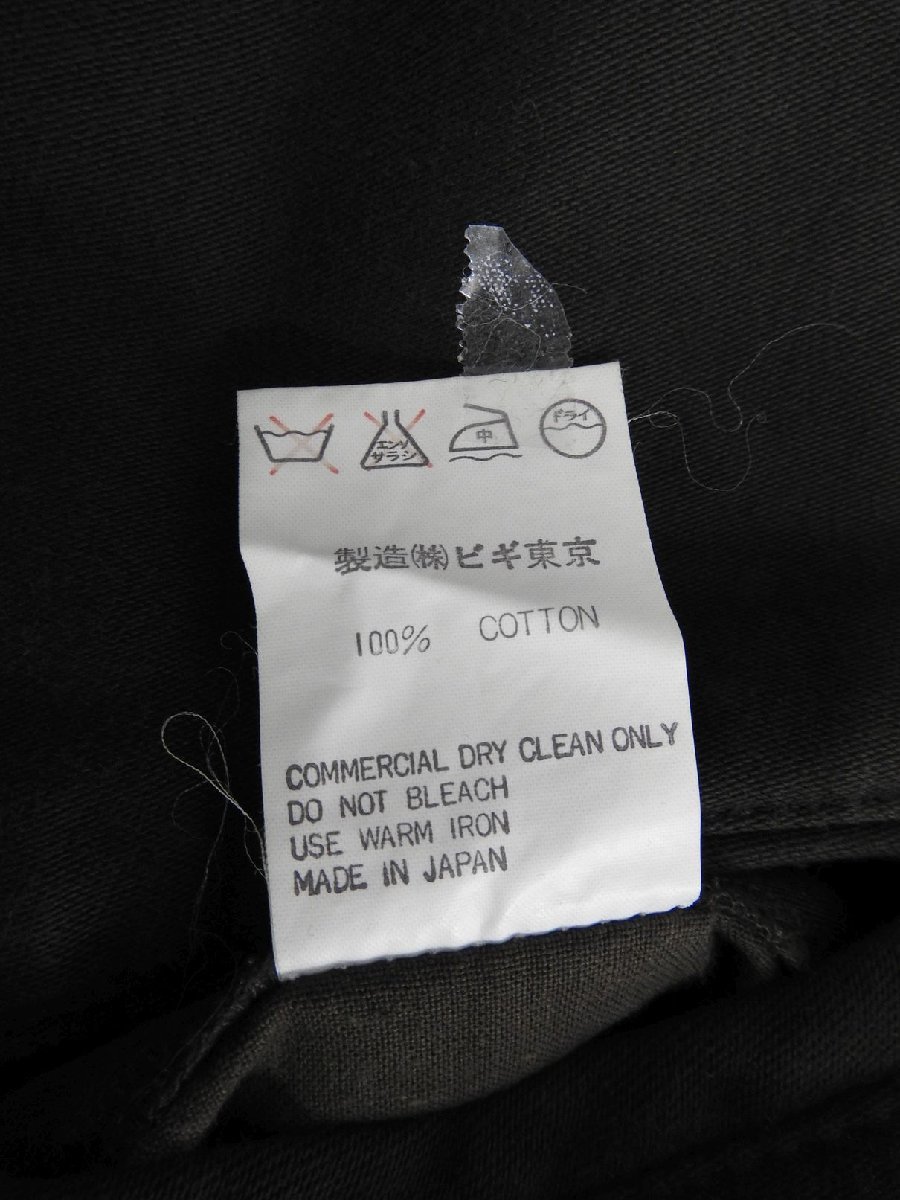 エンソ
サラシ
中
ドライ
製造(株)ビギ東京
100% COTTON
COMMERCIAL DRY CLEAN ONLY
DO NOT BLEACH
USE WARM IRON
MADE IN JAPAN